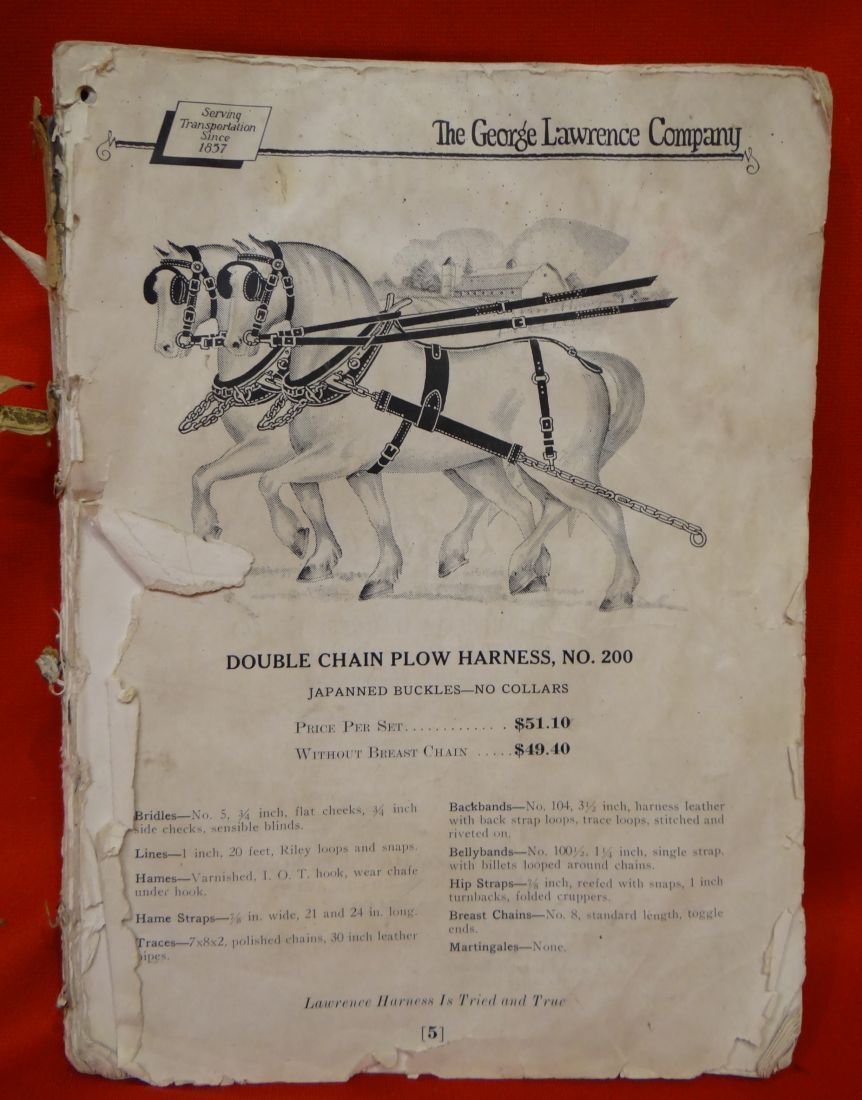 Serving
Transportation
Since
1857
The George Lawrence Company
DOUBLE CHAIN PLOW HARNESS, NO. 200
JAPANNED BUCKLES—NO COLLARS
PRICE PER SET............. $51.10
WITHOUT BREAST CHAIN .....$49.40
Bridles—No. 5, ¾ inch, flat cheeks, ¾ inch
side checks, sensible blinds.
Lines—1 inch, 20 feet, Riley loops and snaps.
Hames—Varnished, I. O. T. hook, wear chafe
under hook.
Hame Straps—⅞ in. wide, 21 and 24 in. long.
Traces—7x8x2, polished chains, 30 inch leather
pipes.
Backbands—No. 104, 3½ inch, harness leather
with back strap loops, trace loops, stitched and
riveted on.
Bellybands—No. 100½, 1¼ inch, single strap,
with billets looped around chains.
Hip Straps—⅞ inch, reefed with snaps, 1 inch
turnbacks, folded cruppers.
Breast Chains—No. 8, standard length, toggle
ends.
Martingales—None.
Lawrence Harness Is Tried and True
[5]